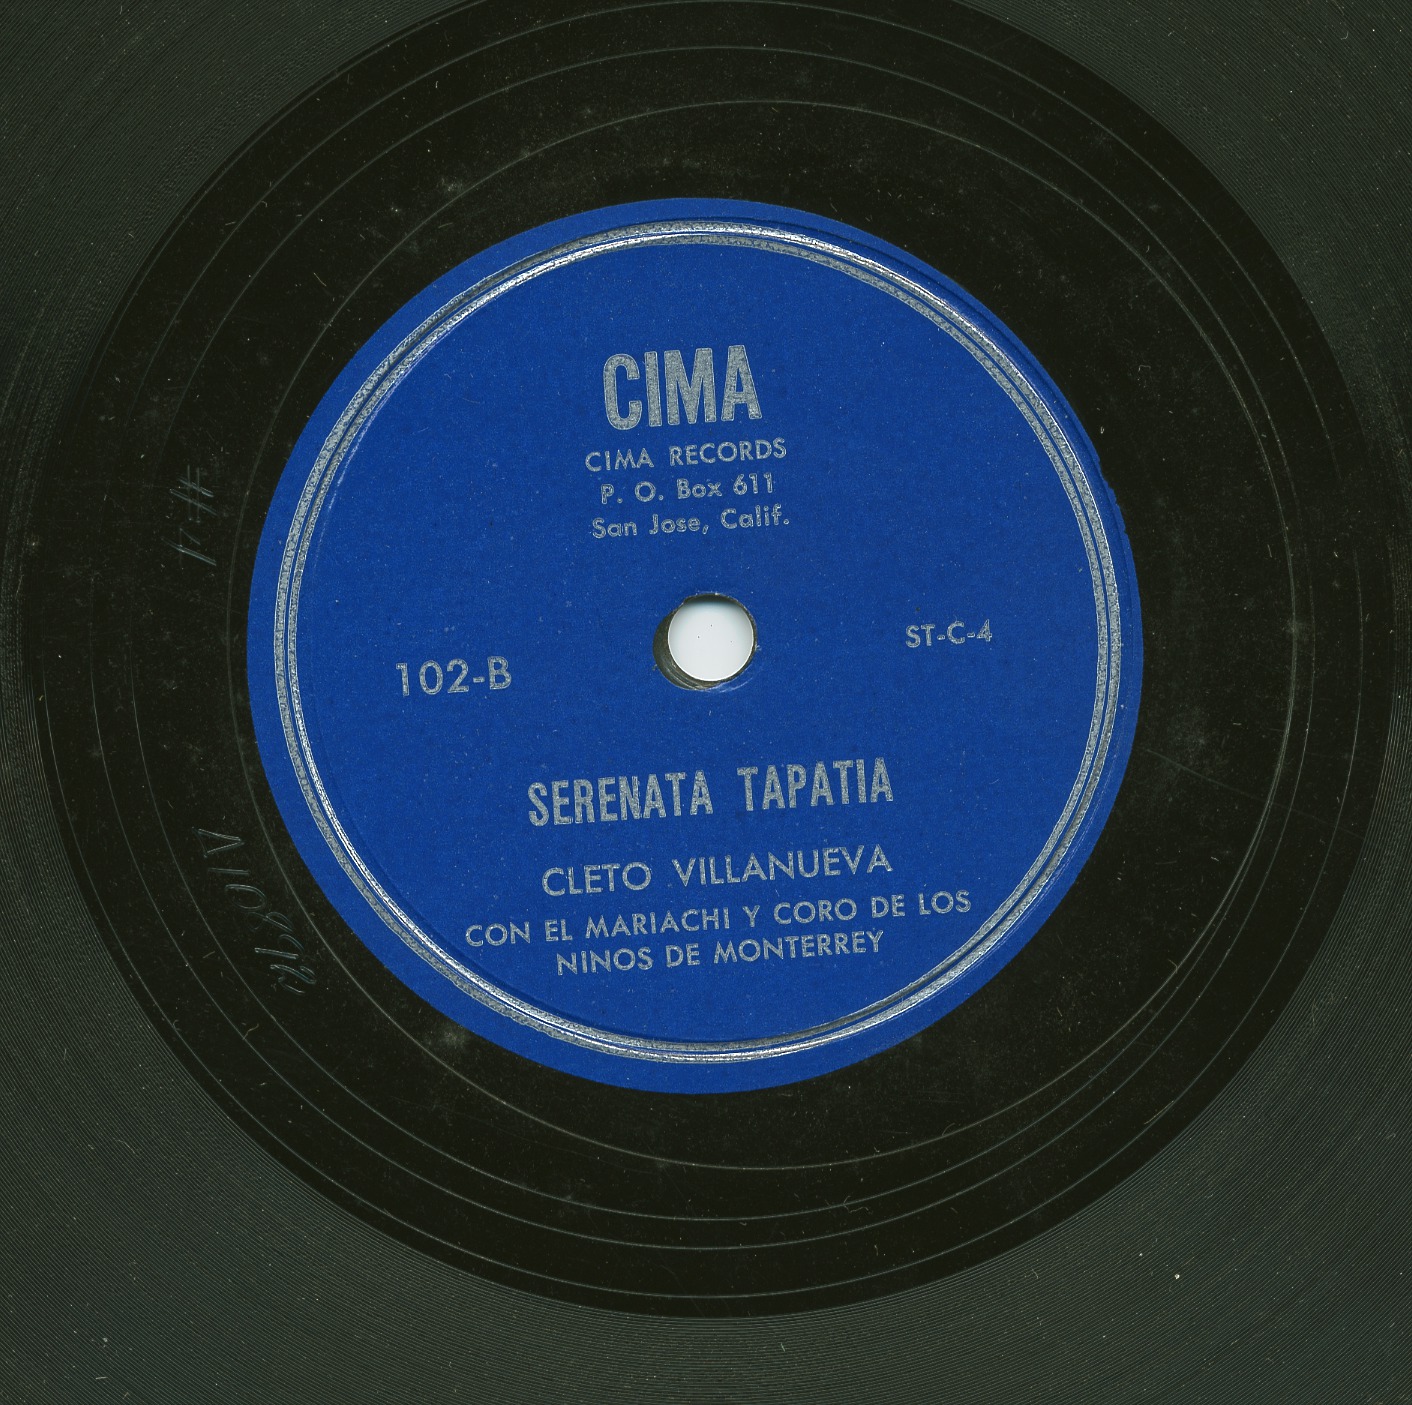 CIMA
CIMA RECORDS
P. O. Box 611
San Jose, Calif.
ST-C-4
102-B
SERENATA TAPATIA
CLETO VILLANUEVA
CON EL MARIACHI Y CORO DE LOS
NINOS DE MONTERREY
#4